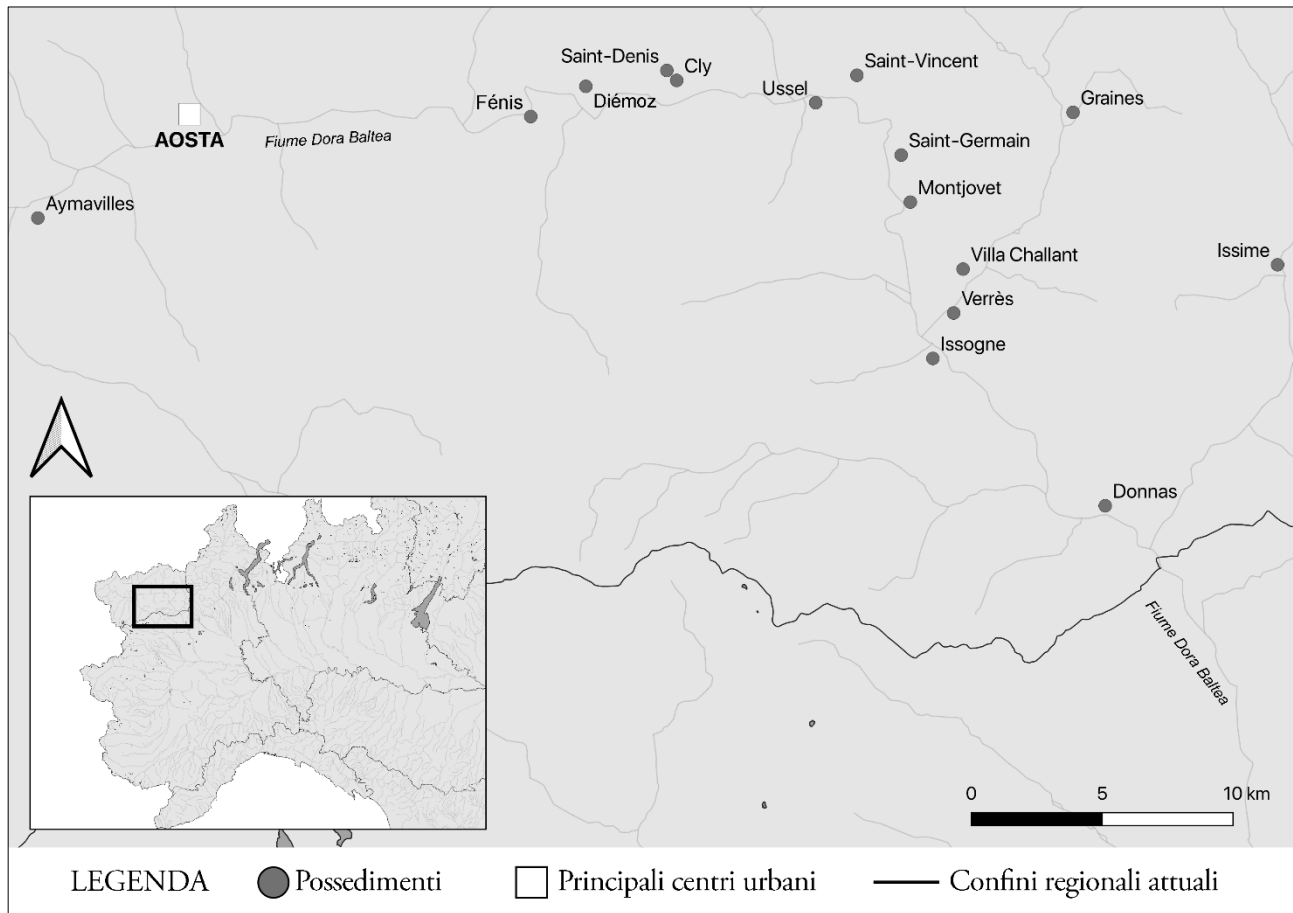 Saint-Denis
Cly
Saint-Vincent
Ussel
Diémoz
Fénis
Graines
AOSTA
Fiume Dora Baltea
Saint-Germain
Montjovet
Aymavilles
Villa Challant
Issime
Verrès
Issogne
Donnas
Fiume Dora Baltea
0 5 10 km
LEGENDA Possedimenti Principali centri urbani Confini regionali attuali